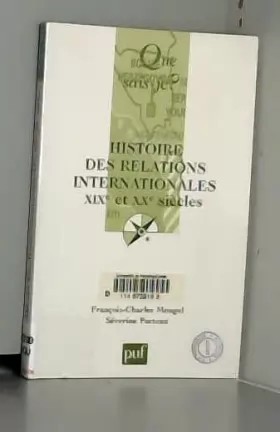 Que
sais-je?
HISTOIRE
DES RELATIONS
INTERNATIONALES
XIXe et XXe siècles
D
François-Charles Mougel
Séverine Pacteau
puf